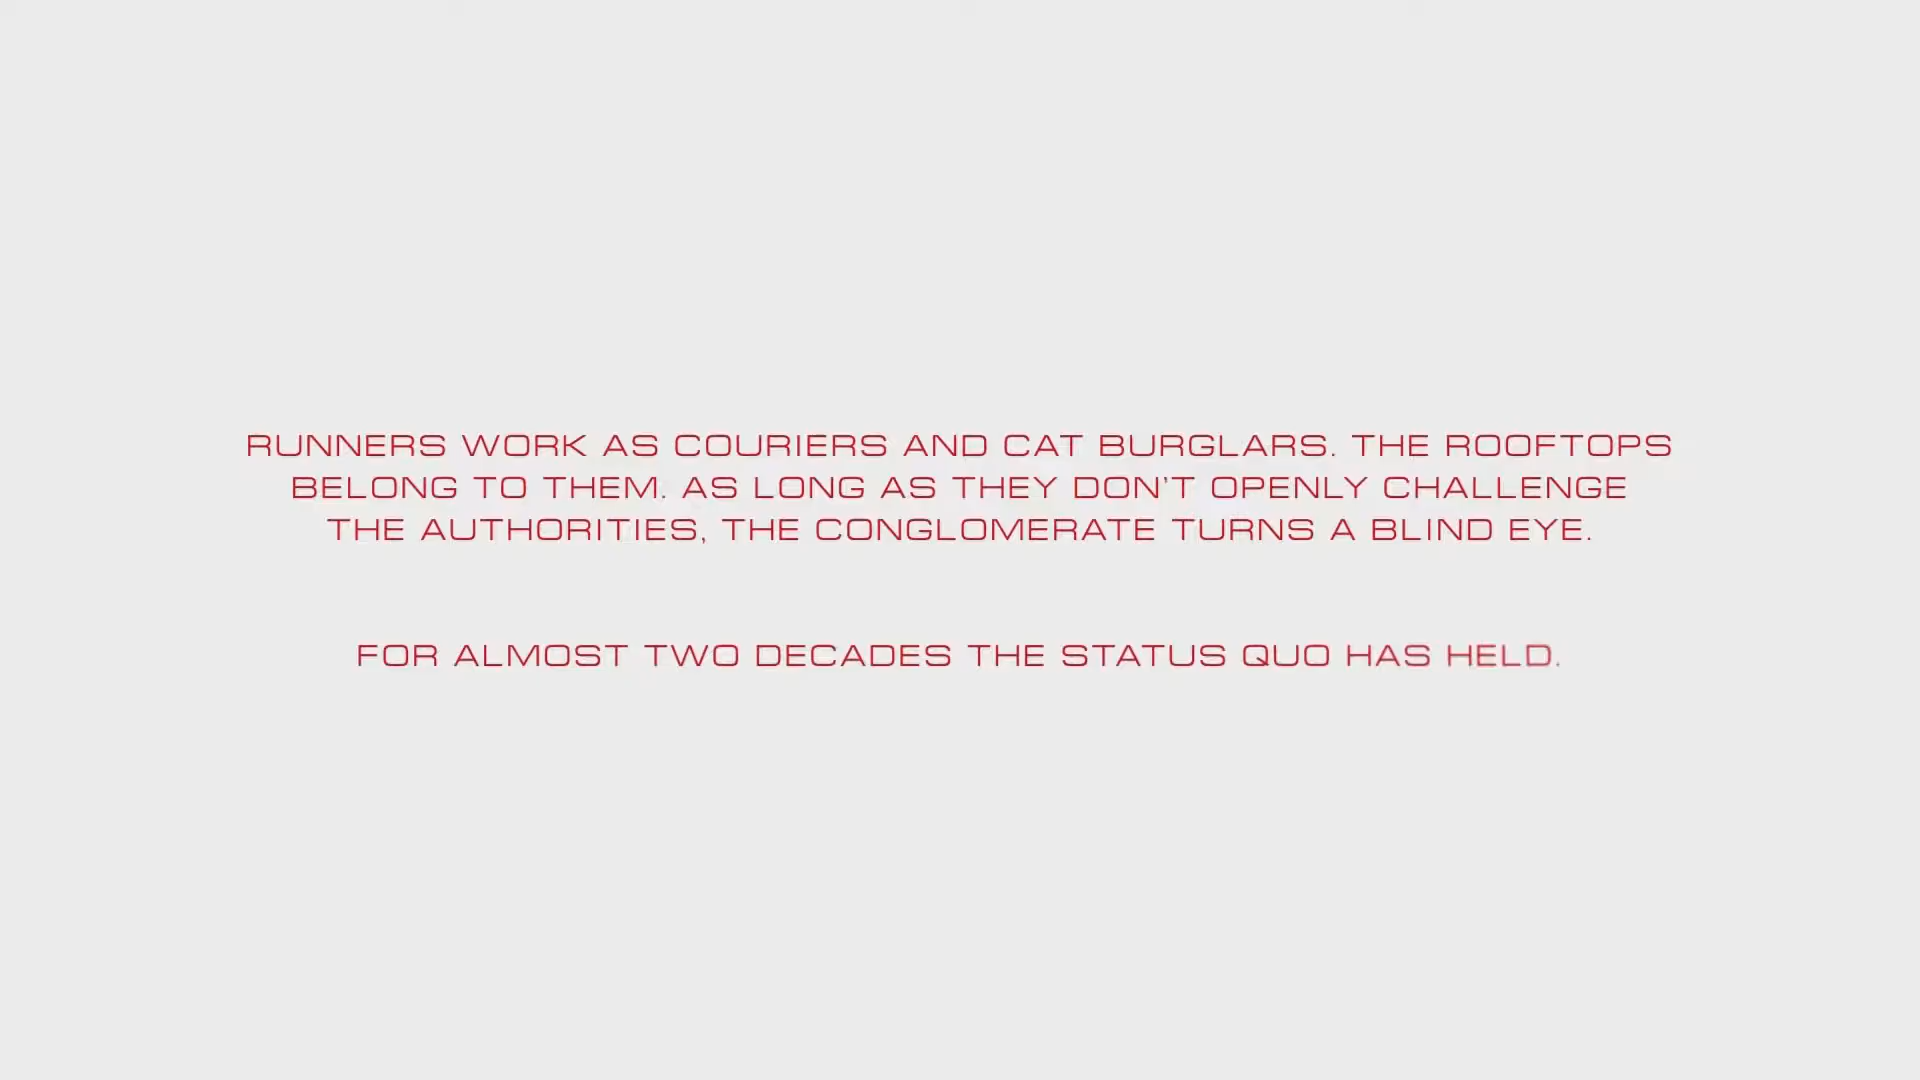 RUNNERS WORK AS COURIERS AND CAT BURGLARS. THE ROOFTOPS
BELONG TO THEM. AS LONG AS THEY DON'T OPENLY CHALLENGE
THE AUTHORITIES, THE CONGLOMERATE TURNS A BLIND EYE.
FOR ALMOST TWO DECADES THE STATUS QUO HAS HELD.